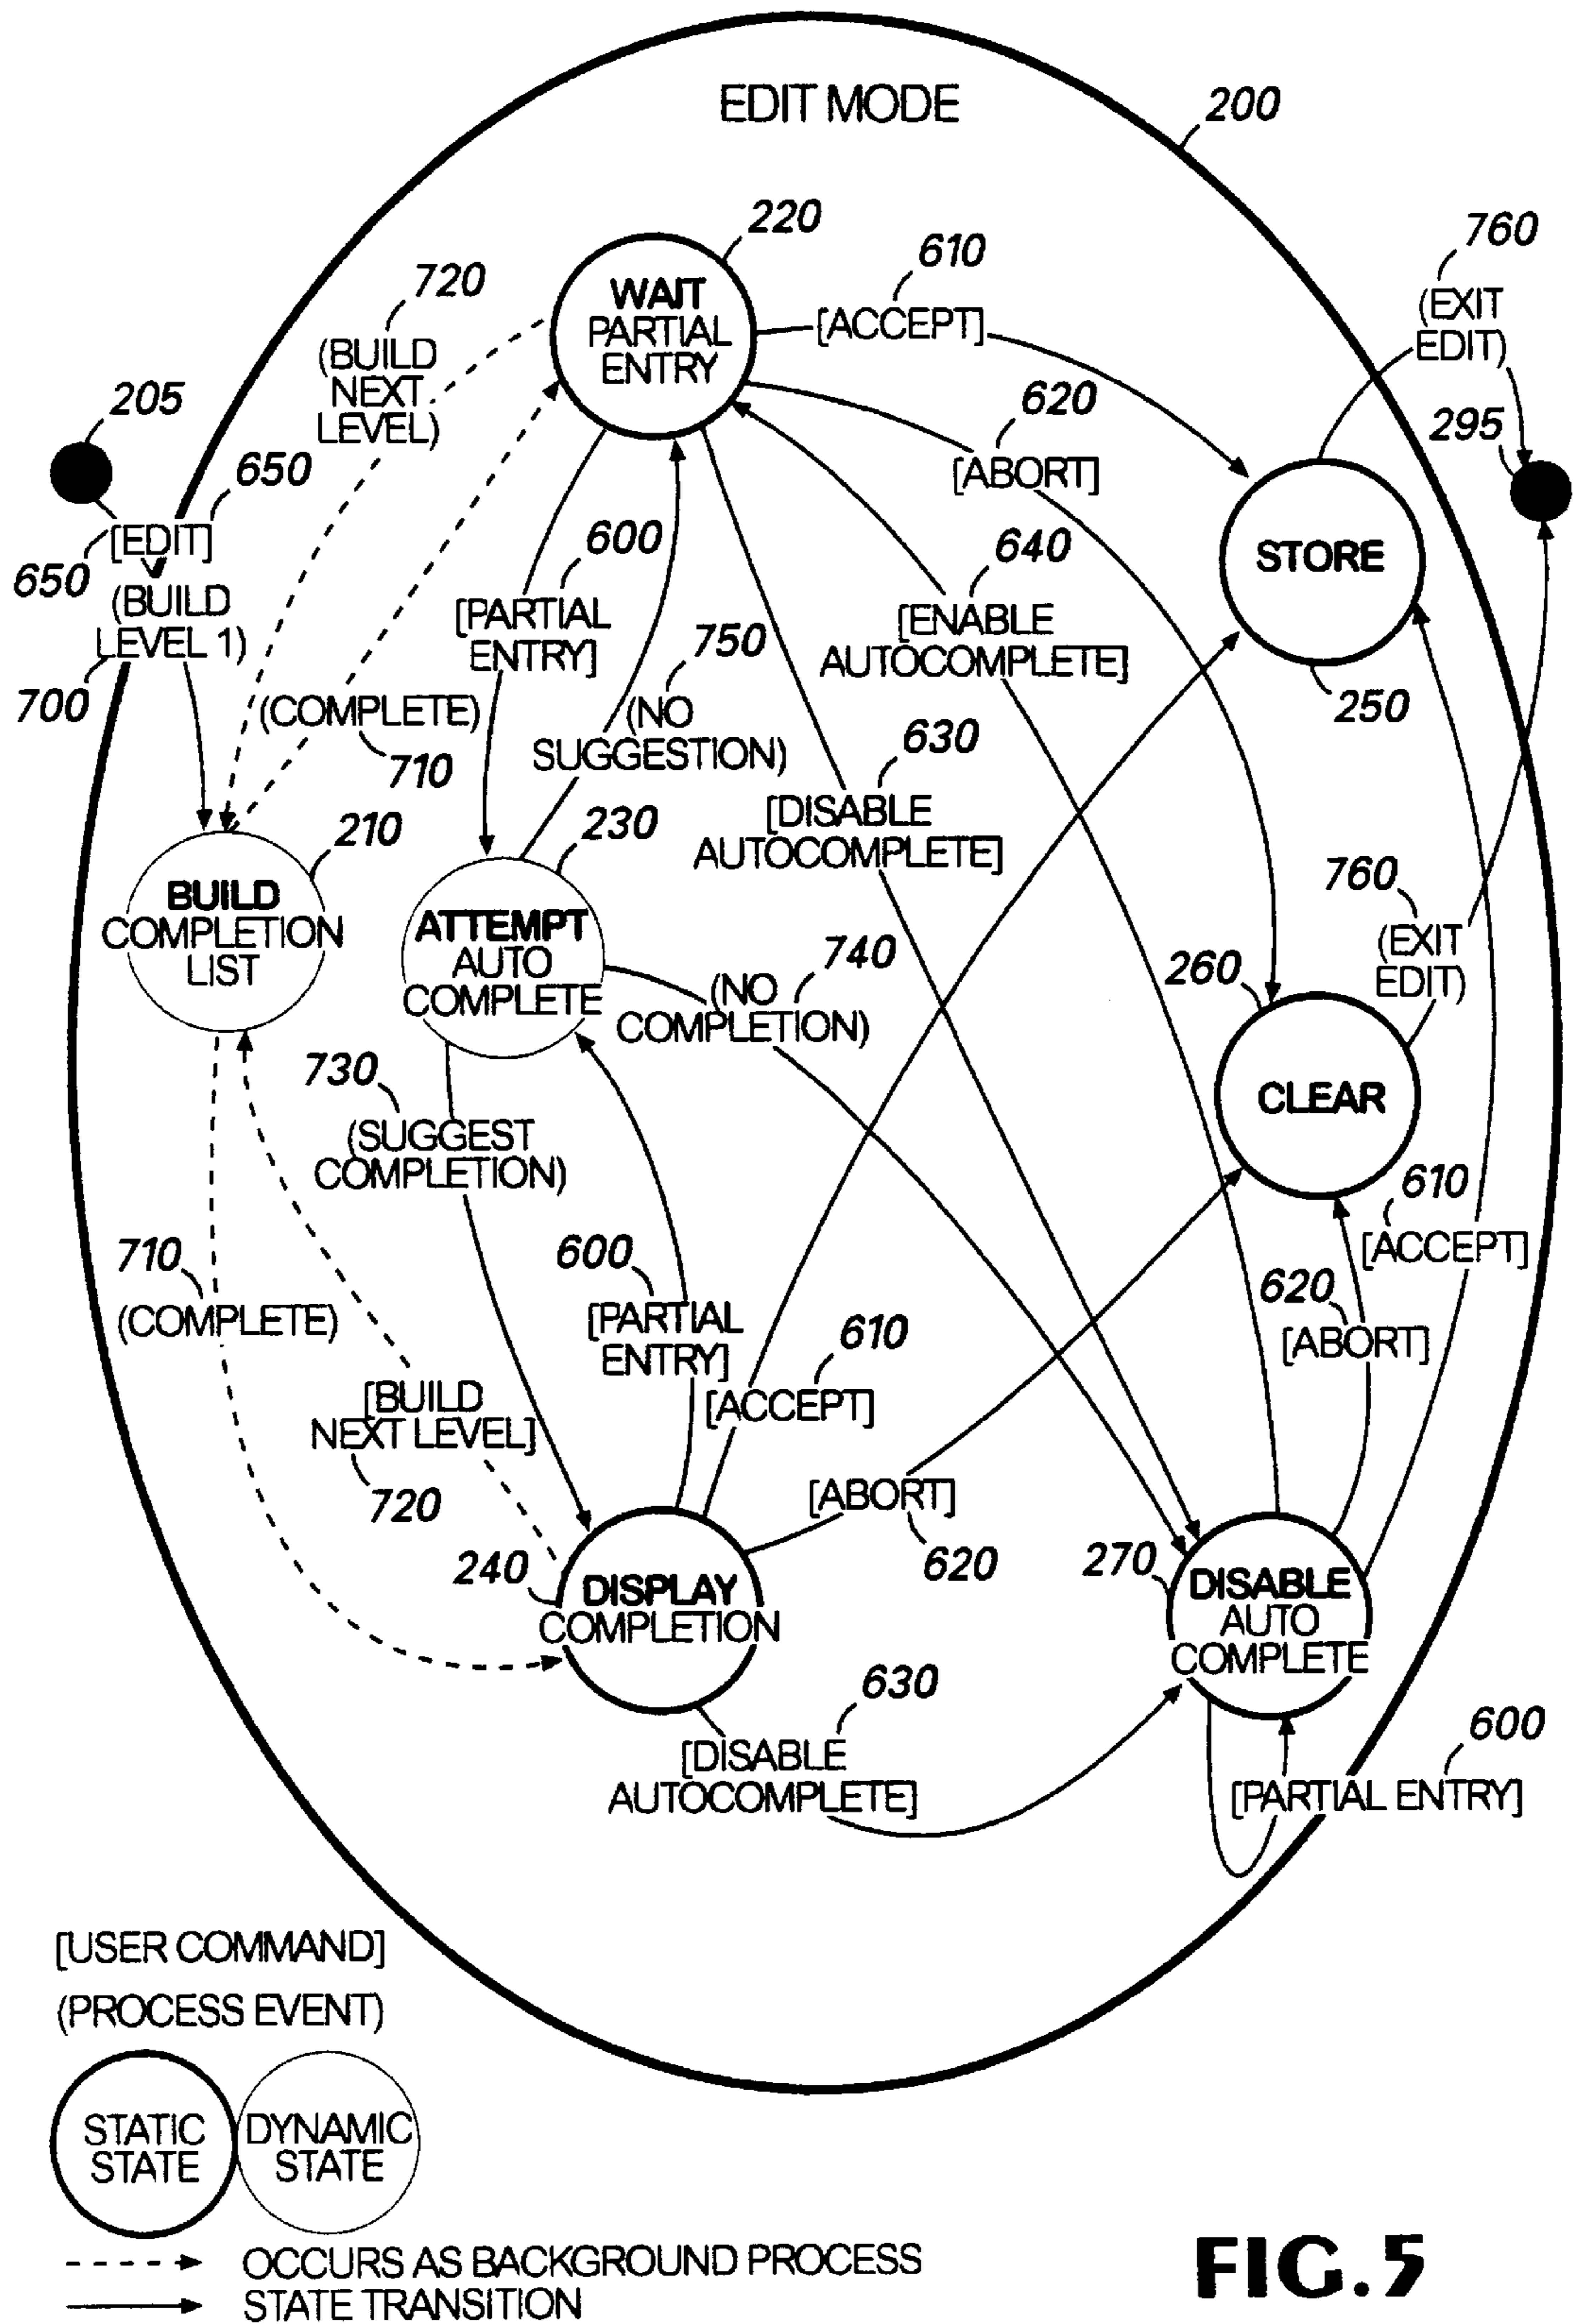 EDIT MODE
200
220
WAIT
PARTIAL
ENTRY
610
[ACCEPT]
760
(EXIT
EDIT)
720
(BUILD
NEXT
LEVEL)
205
650
[EDIT]
650
(BUILD
LEVEL 1)
700
620
[ABORT]
295
STORE
250
600
[PARTIAL
ENTRY]
640
[ENABLE
AUTOCOMPLETE]
750
(NO
SUGGESTION)
(COMPLETE)
710
630
[DISABLE
AUTOCOMPLETE]
210
BUILD
COMPLETION
LIST
230
ATTEMPT
AUTO
COMPLETE
740
(NO
COMPLETION)
760
(EXIT
EDIT)
260
CLEAR
730
(SUGGEST
COMPLETION)
610
[ACCEPT]
620
[ABORT]
710
(COMPLETE)
600
[PARTIAL
ENTRY]
610
[ACCEPT]
[BUILD
NEXT LEVEL]
720
[ABORT]
620
240
DISPLAY
COMPLETION
270
DISABLE
AUTO
COMPLETE
630
[DISABLE
AUTOCOMPLETE]
600
[PARTIAL ENTRY]
[USER COMMAND]
(PROCESS EVENT)
STATIC
STATE
DYNAMIC
STATE
OCCURS AS BACKGROUND PROCESS
STATE TRANSITION
FIG.5